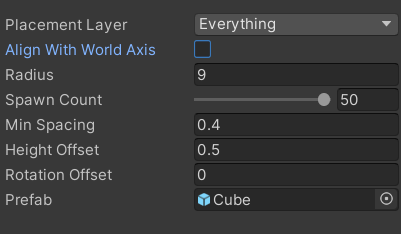 Placement Layer Everything
Align With World Axis
Radius 9
Spawn Count 50
Min Spacing 0.4
Height Offset 0.5
Rotation Offset 0
Prefab Cube